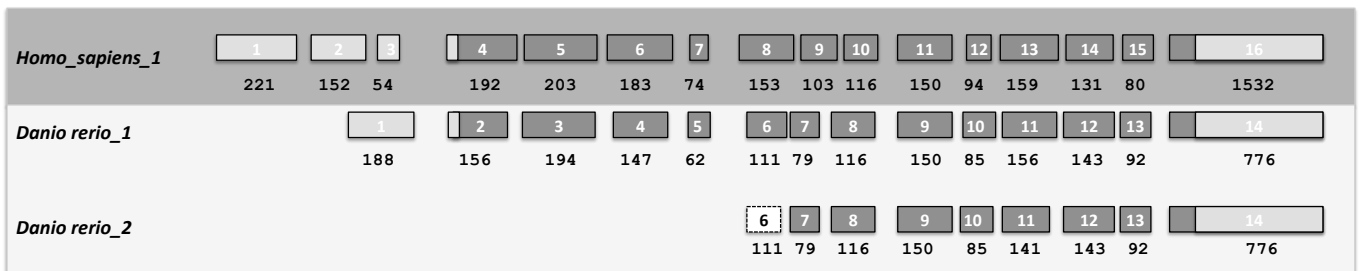 1 2 3 4 5 6 7 8 9 10 11 12 13 14 15 16
Homo_sapiens_1
221 152 54 192 203 183 74 153 103 116 150 94 159 131 80 1532
1 2 3 4 5 6 7 8 9 10 11 12 13 14
Danio rerio_1
188 156 194 147 62 111 79 116 150 85 156 143 92 776
6 7 8 9 10 11 12 13 14
Danio rerio_2
111 79 116 150 85 141 143 92 776